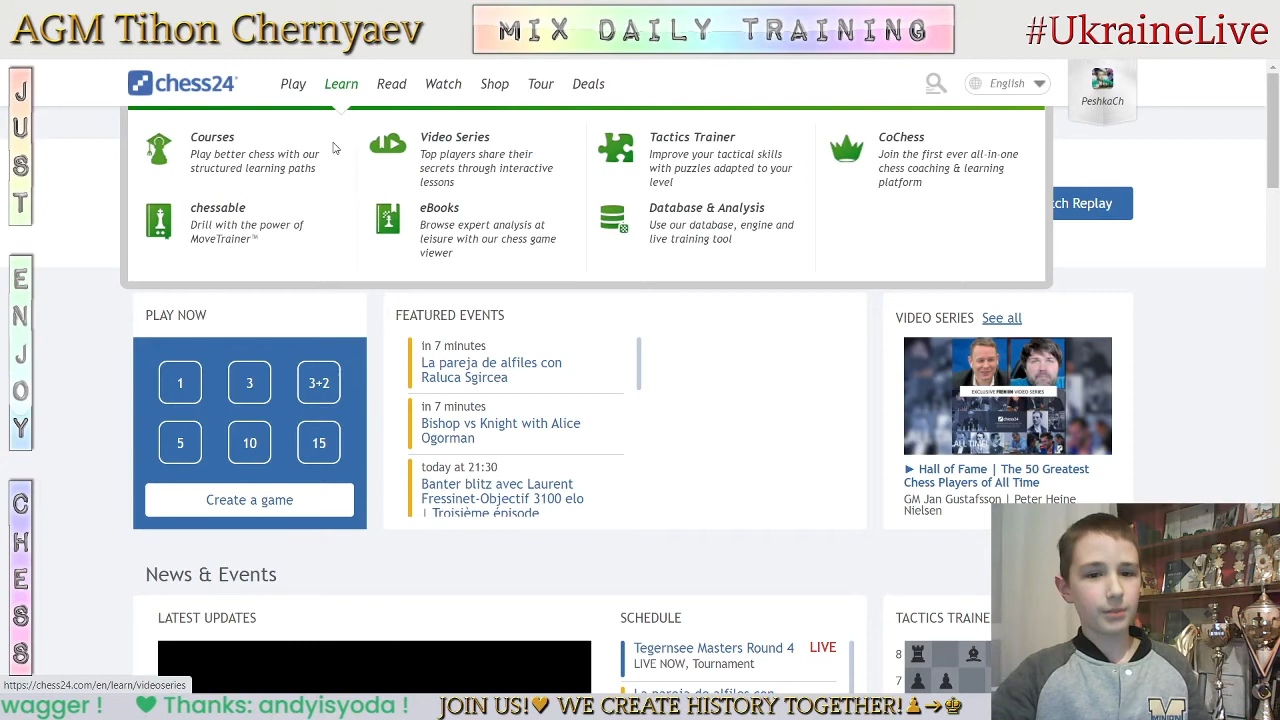 AGM Tihon Chernyaev
MIX DAILY TRAINING
#UkraineLive
JUST
ENJOY
CHESS
chess24
Play Learn Read Watch Shop Tour Deals
English
PeshkaCh
Courses
Play better chess with our
structured learning paths
Video Series
Top players share their
secrets through interactive
lessons
Tactics Trainer
Improve your tactical skills
with puzzles adapted to your
level
CoChess
Join the first ever all-in-one
chess coaching & learning
platform
chessable
Drill with the power of
MoveTrainer™
eBooks
Browse expert analysis at
leisure with our chess game
viewer
Database & Analysis
Use our database, engine and
live training tool
tch Replay
PLAY NOW
1 3 3+2
5 10 15
Create a game
FEATURED EVENTS
in 7 minutes
La pareja de alfiles con
Raluca Sgircea
in 7 minutes
Bishop vs Knight with Alice
Ogorman
today at 21:30
Banter blitz avec Laurent
Fressinet-Objectif 3100 elo
| Troisième épisode
VIDEO SERIES See all
EXCLUSIVE PREMIUM VIDEO SERIES
chess24
ALL TIME
► Hall of Fame | The 50 Greatest
Chess Players of All Time
GM Jan Gustafsson | Peter Heine
Nielsen
News & Events
LATEST UPDATES
SCHEDULE
Tegernsee Masters Round 4 LIVE
LIVE NOW, Tournament
La pareja de alfiles con
TACTICS TRAINE
8
7
https://chess24.com/en/learn/videoseries
wagger ! Thanks: andyisyoda !
JOIN US!♥ WE CREATE HISTORY TOGETHER!♟→♔